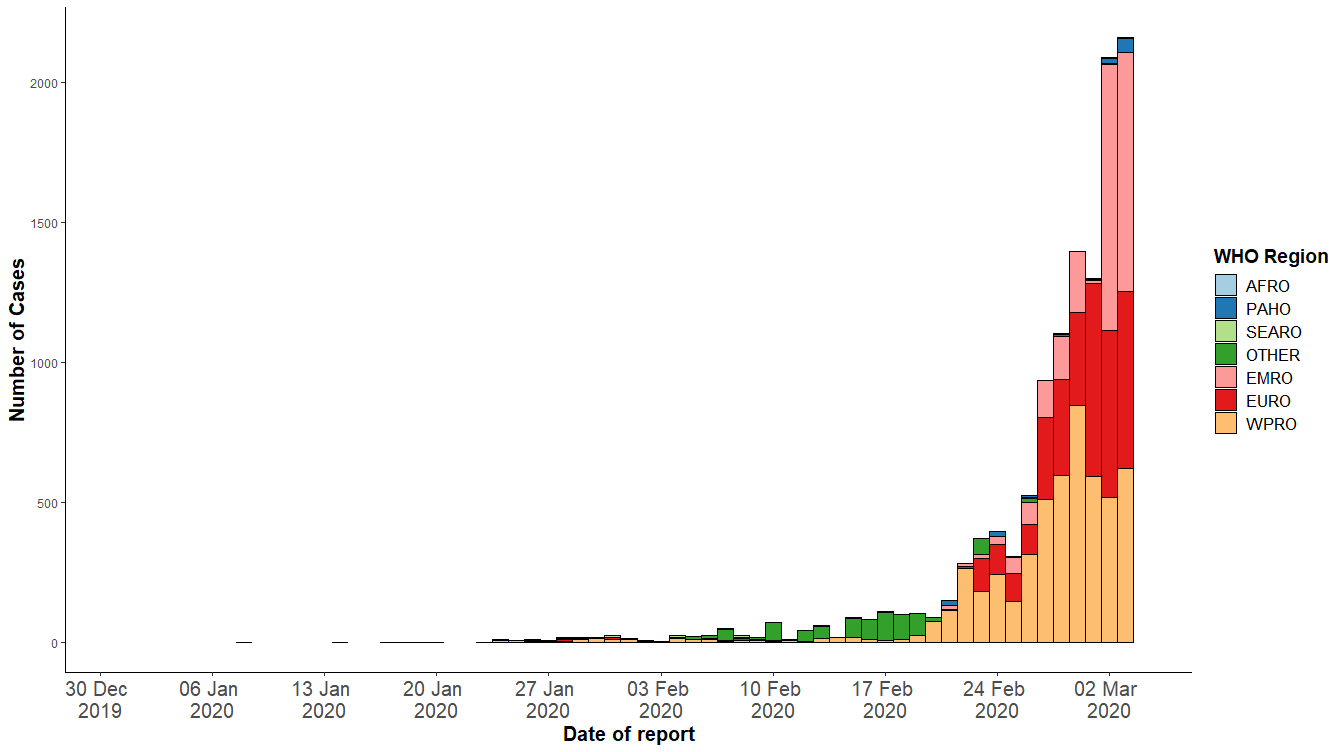 Number of Cases
2000
1500
1000
500
0
30 Dec 2019
06 Jan 2020
13 Jan 2020
20 Jan 2020
27 Jan 2020
03 Feb 2020
10 Feb 2020
17 Feb 2020
24 Feb 2020
02 Mar 2020
Date of report
WHO Region
AFRO
PAHO
SEARO
OTHER
EMRO
EURO
WPRO